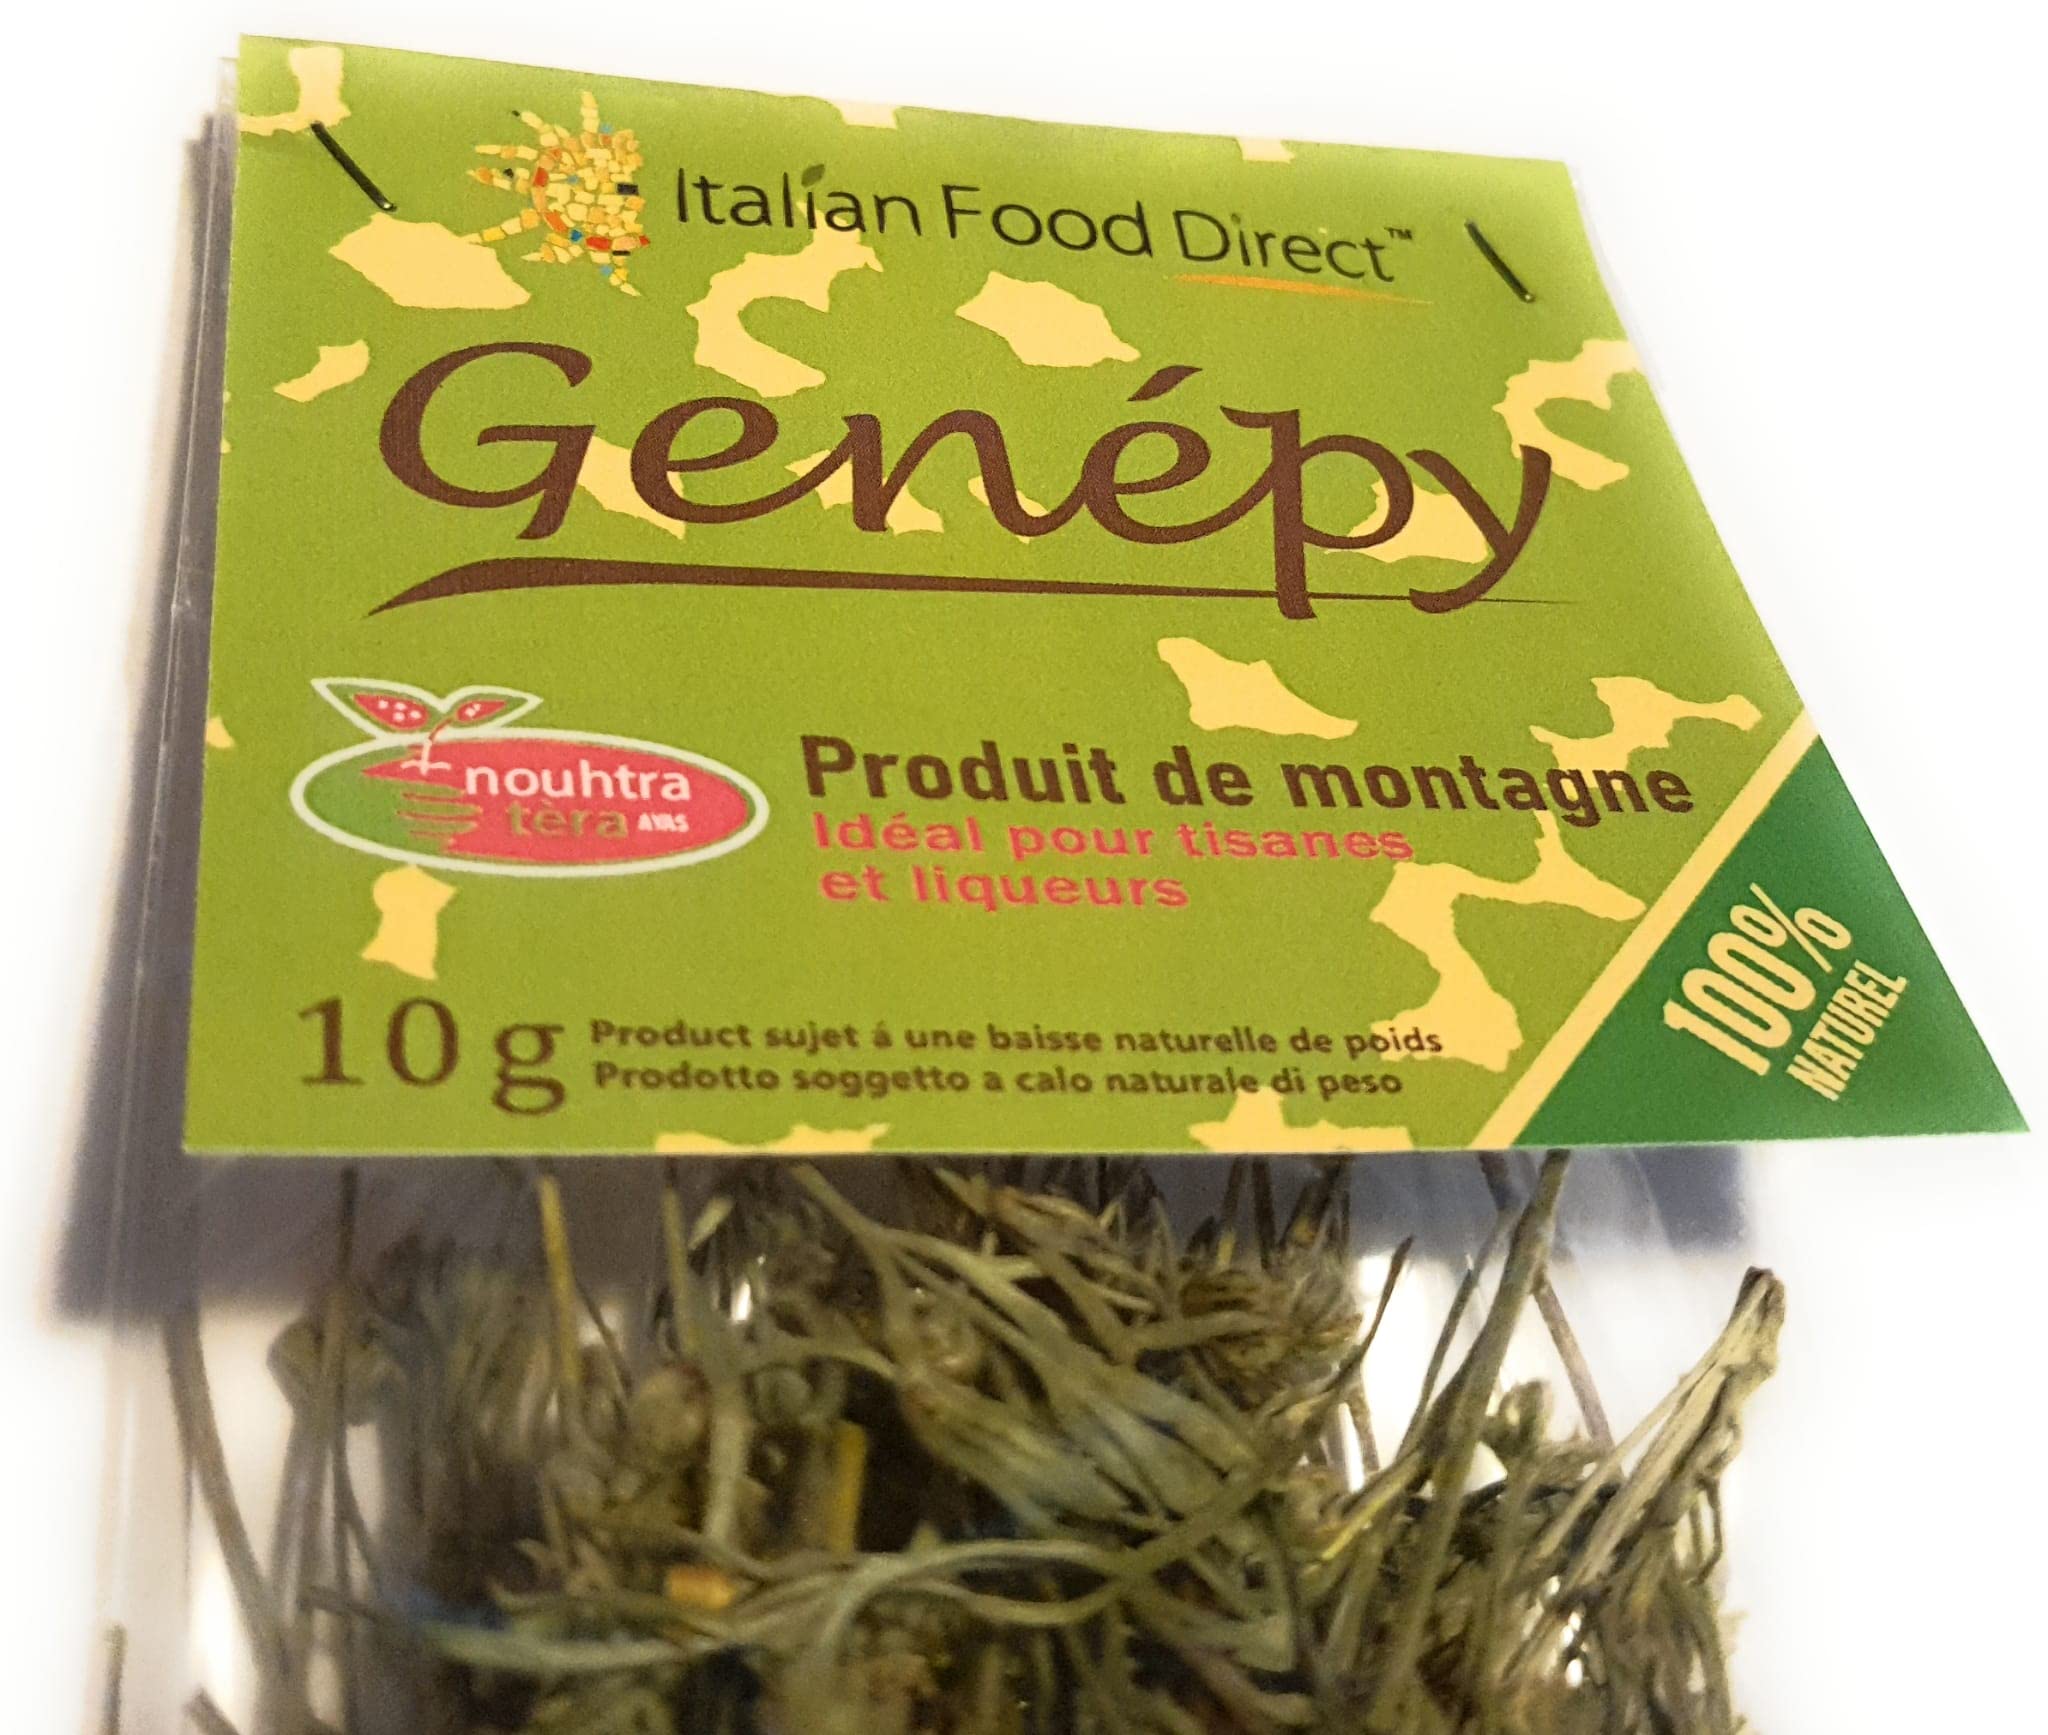 Italian Food Direct™
Genépy
nouhtra
tèra AYAS
Produit de montagne
Idéal pour tisanes
et liqueurs
10 g
Product sujet á une baisse naturelle de poids
Prodotto soggetto a calo naturale di peso
100%
NATUREL